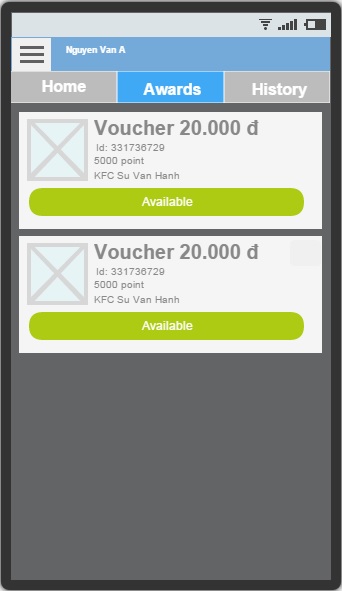 Nguyen Van A
Home
Awards
History
Voucher 20.000 đ
Id: 331736729
5000 point
KFC Su Van Hanh
Available
Voucher 20.000 đ
Id: 331736729
5000 point
KFC Su Van Hanh
Available